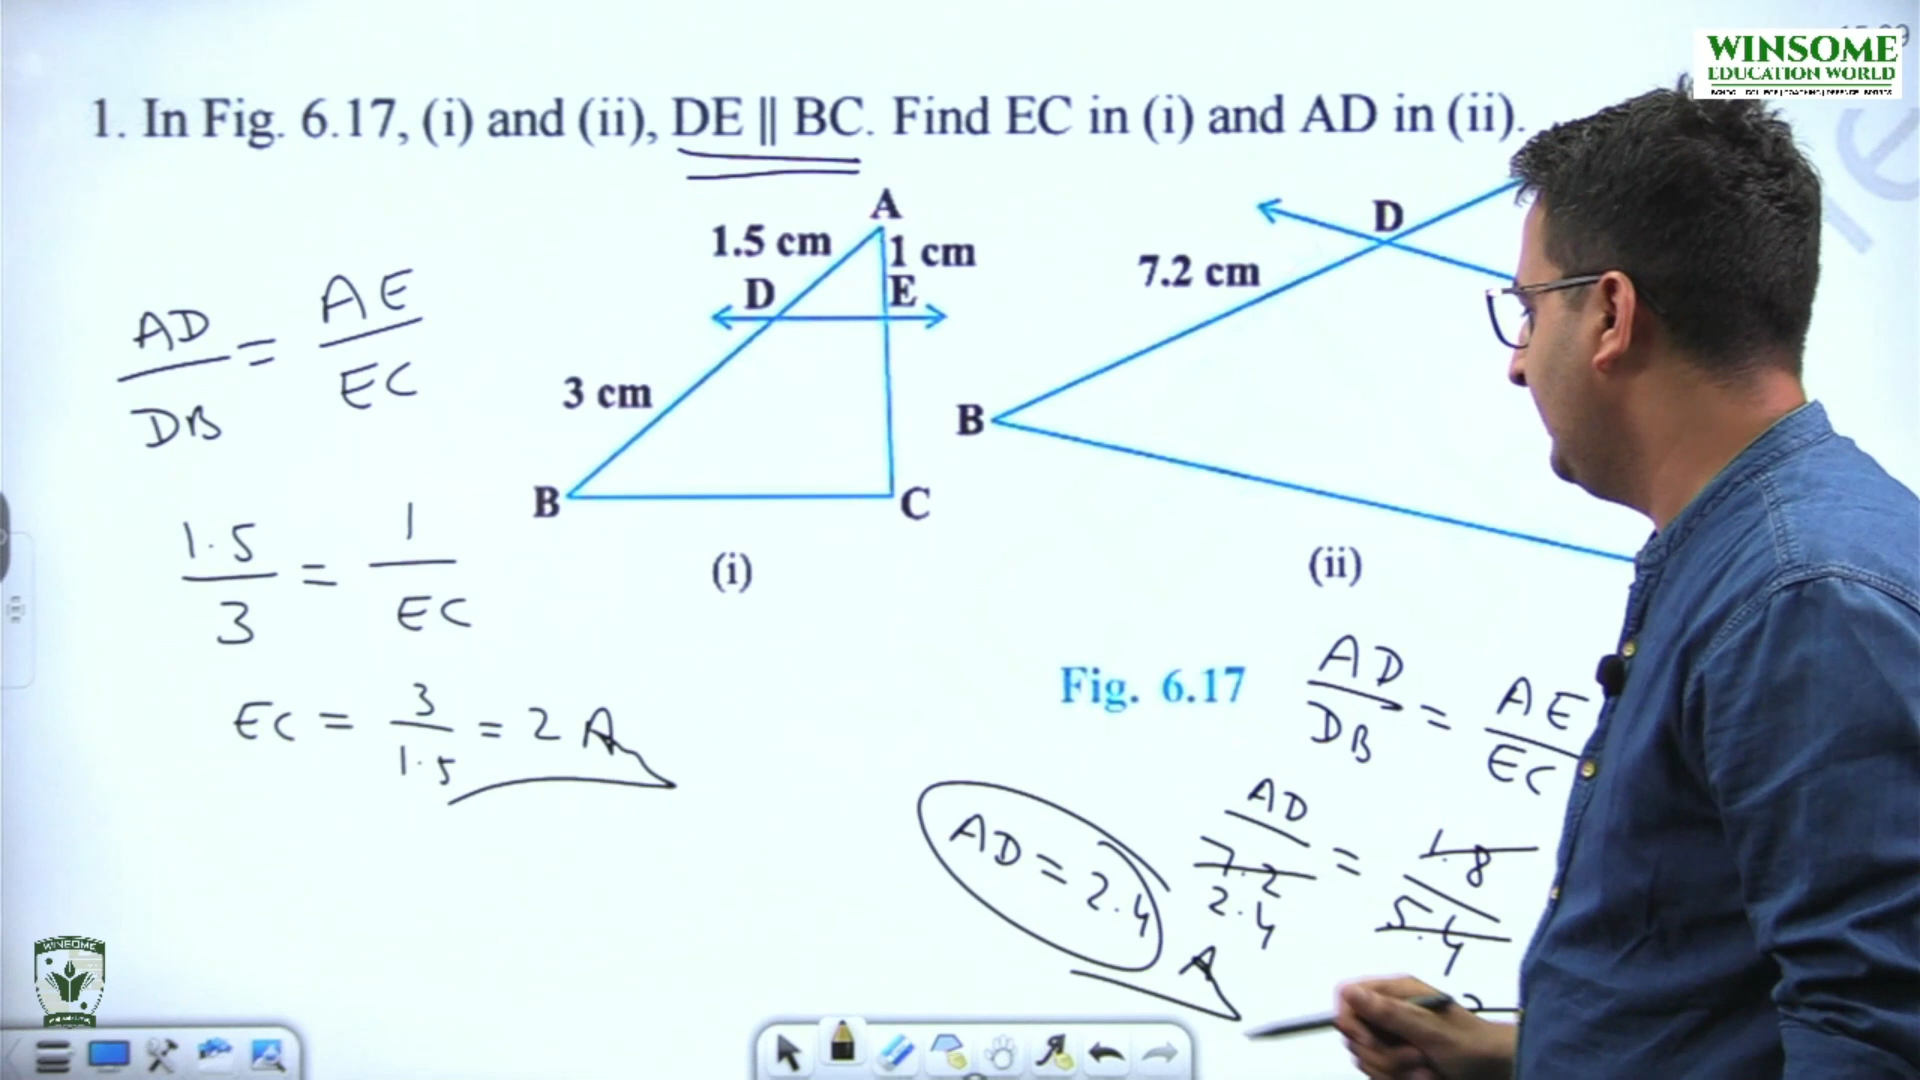 WINSOME
EDUCATION WORLD
1. In Fig. 6.17, (i) and (ii), DE || BC. Find EC in (i) and AD in (ii).
A
1.5 cm
1 cm
D
E
3 cm
B
C
(i)
D
7.2 cm
B
(ii)
Fig. 6.17
AD/DB = AE/EC
1.5/3 = 1/EC
EC = 3/1.5 = 2 A
AD/DB = AE/EC
AD/7.2 = 1.8/5.4
2.4
AD = 2.4
A
WINSOME